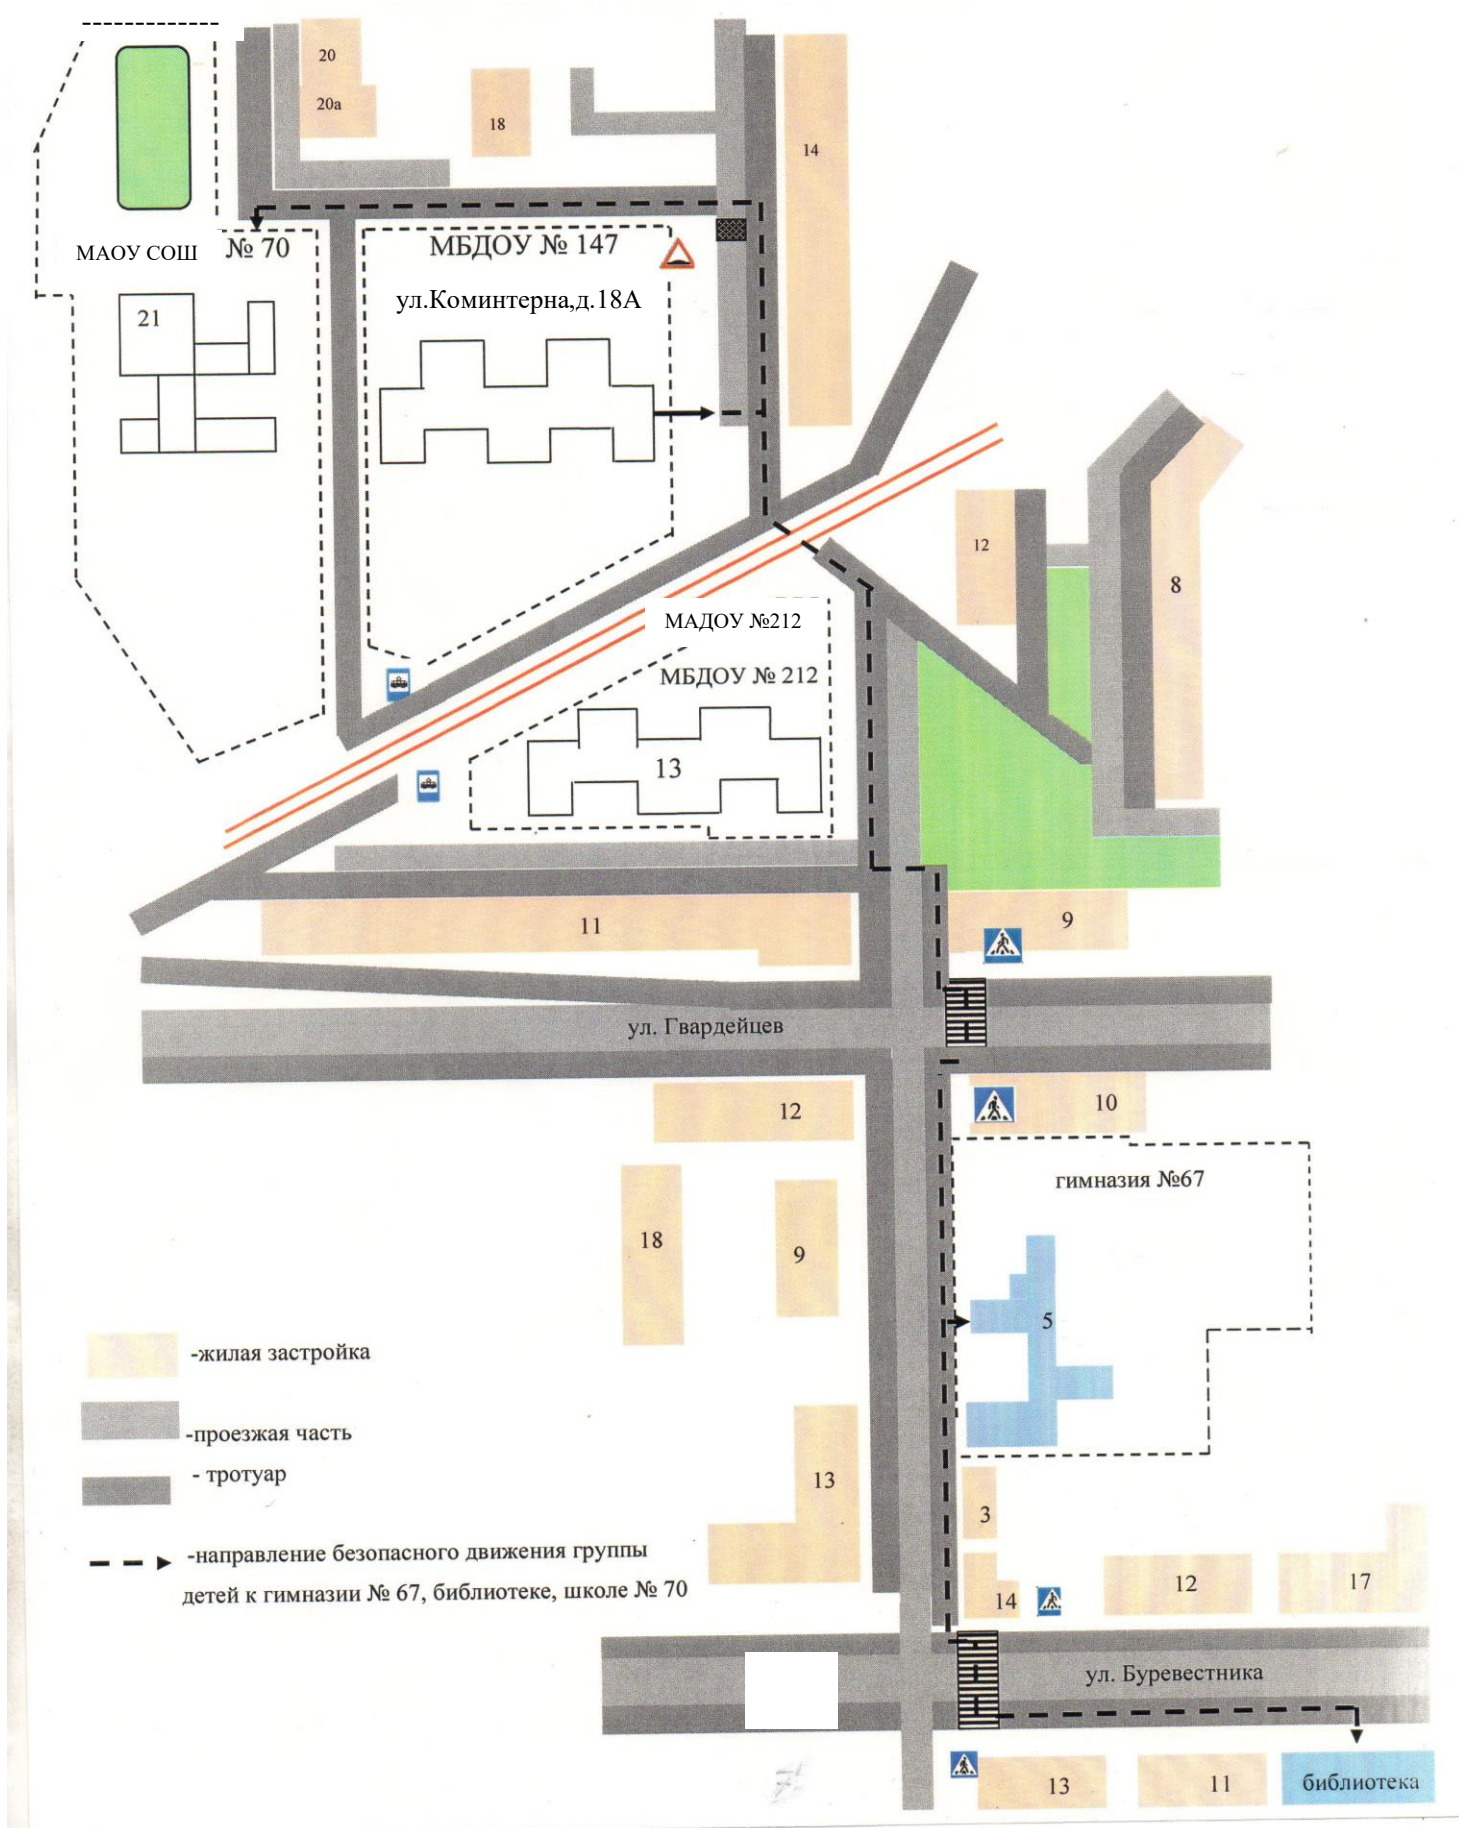 20
20а
18
14
МАОУ СОШ № 70
МБДОУ № 147
ул.Коминтерна,д.18А
21
12
8
МАДОУ №212
МБДОУ № 212
13
11
9
ул. Гвардейцев
12
10
гимназия №67
18
9
5
-жилая застройка
-проезжая часть
- тротуар
13
3
-направление безопасного движения группы
детей к гимназии № 67, библиотеке, школе № 70
14
12
17
ул. Буревестника
13
11
библиотека